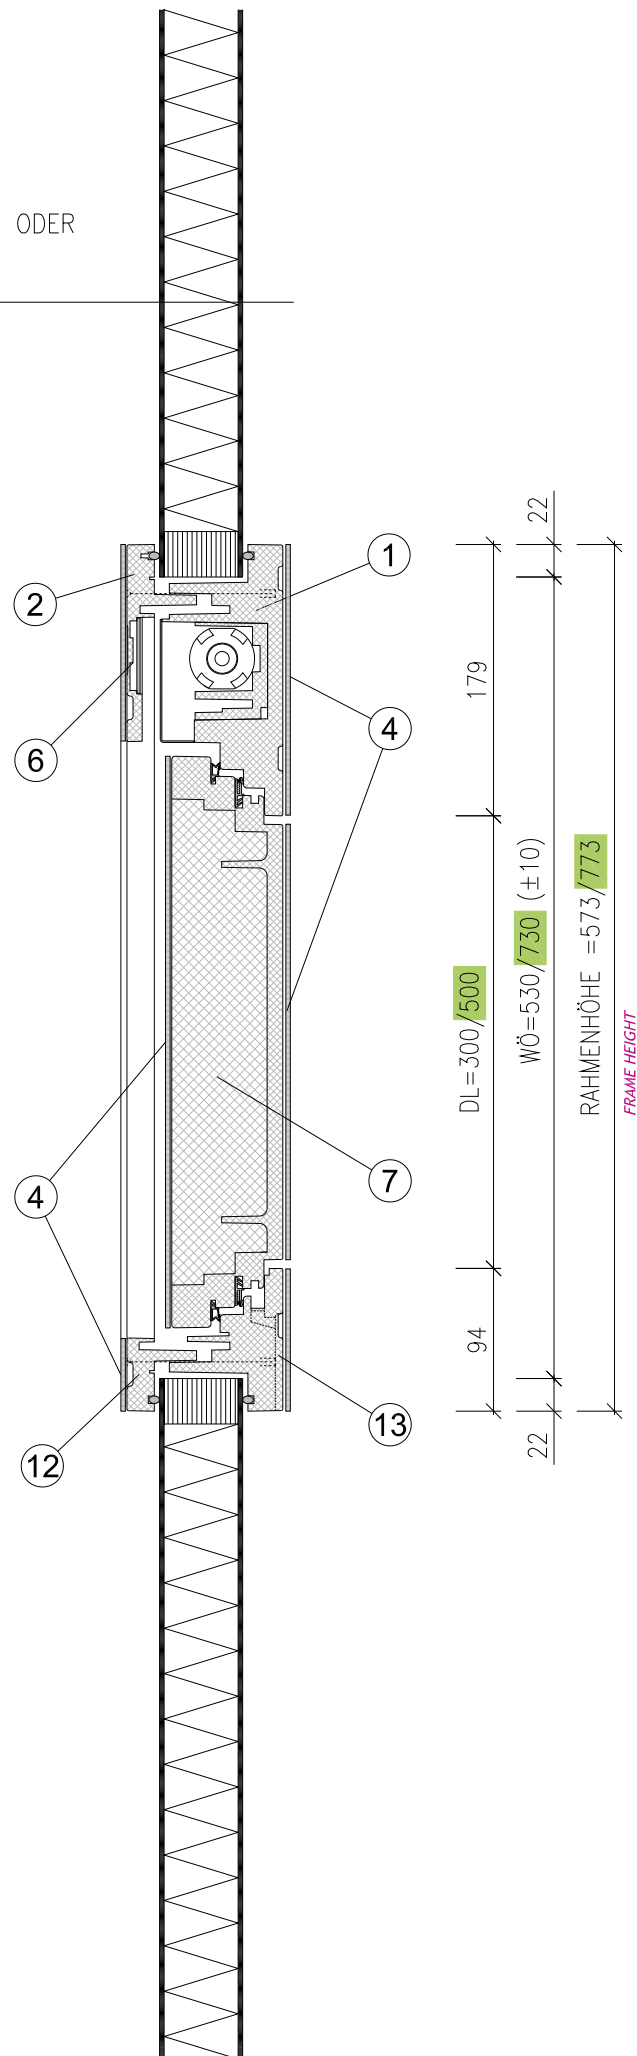 ODER
22
1
2
179
4
6
WÖ=530/730 (±10)
RAHMENHÖHE =573/773
FRAME HEIGHT
DL=300/500
7
4
94
13
12
22